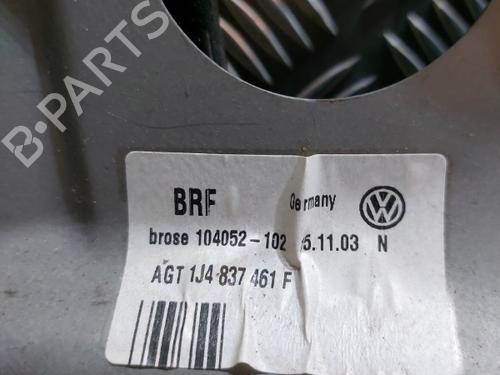 B-PARTS
BRF Germany
brose 104052-102 5.11.03 N
AGT 1J4 837 461 F